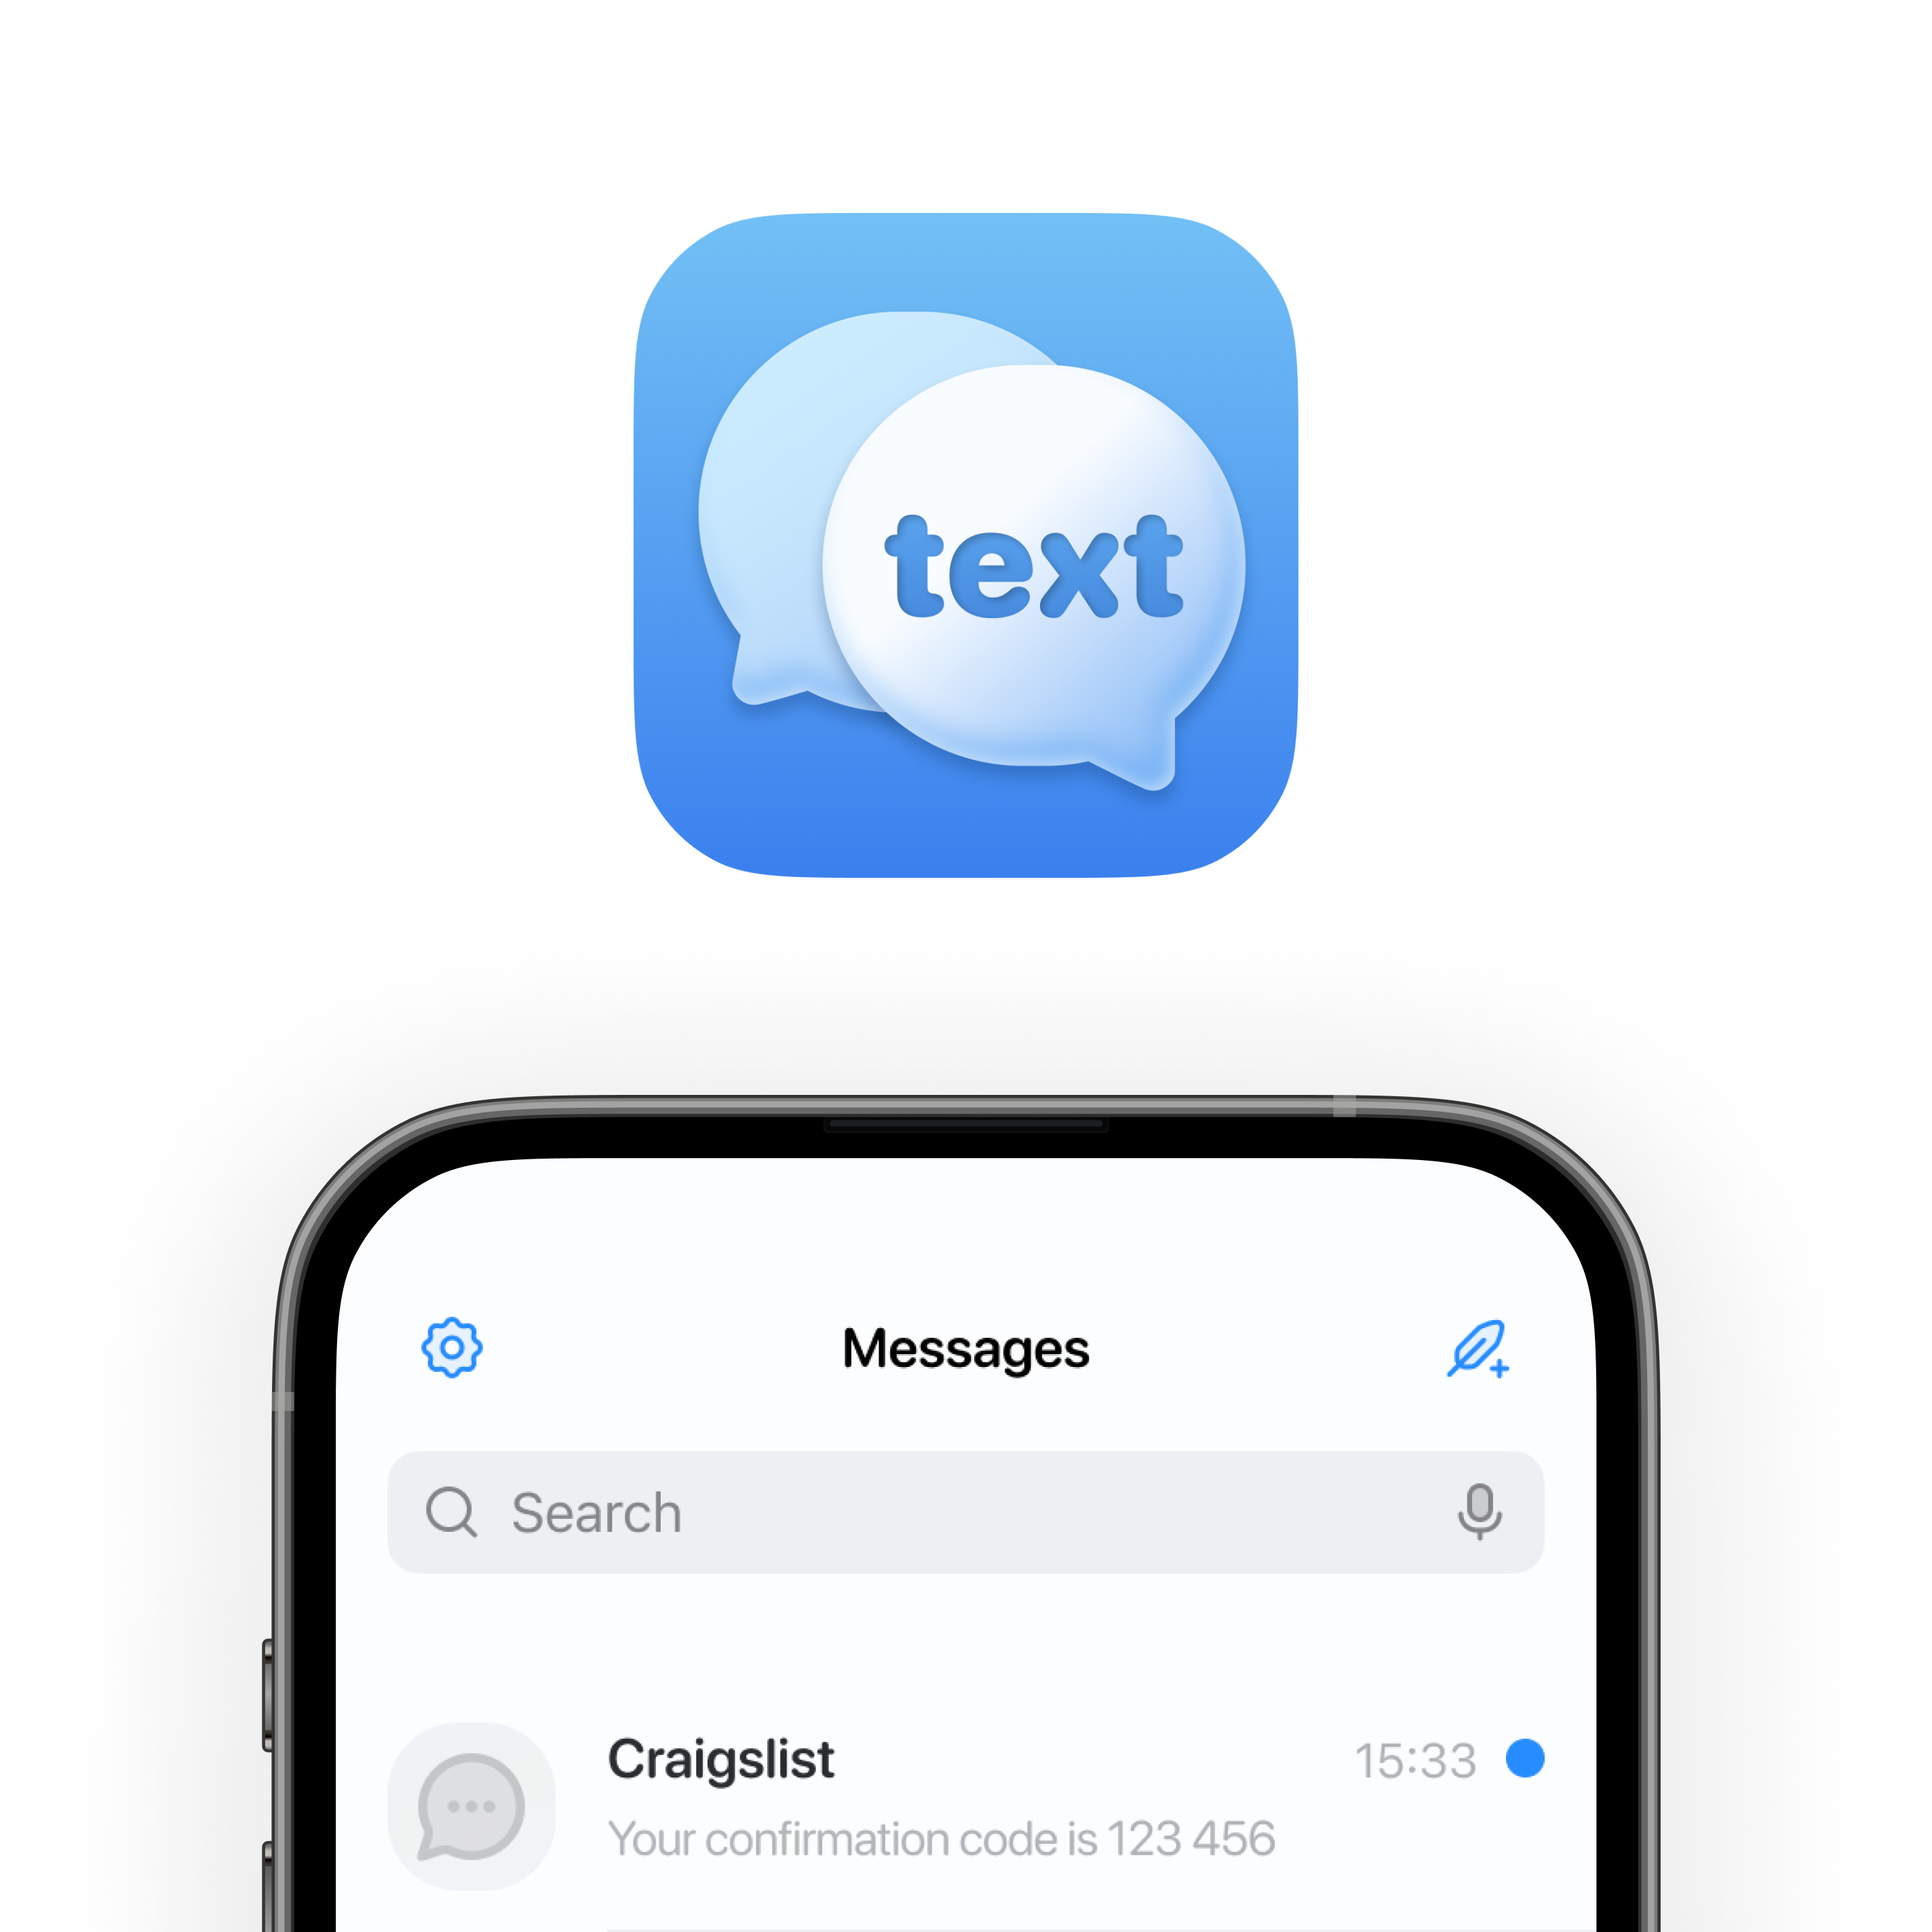 text
Messages
Search
Craigslist 15:33
Your confirmation code is 123 456